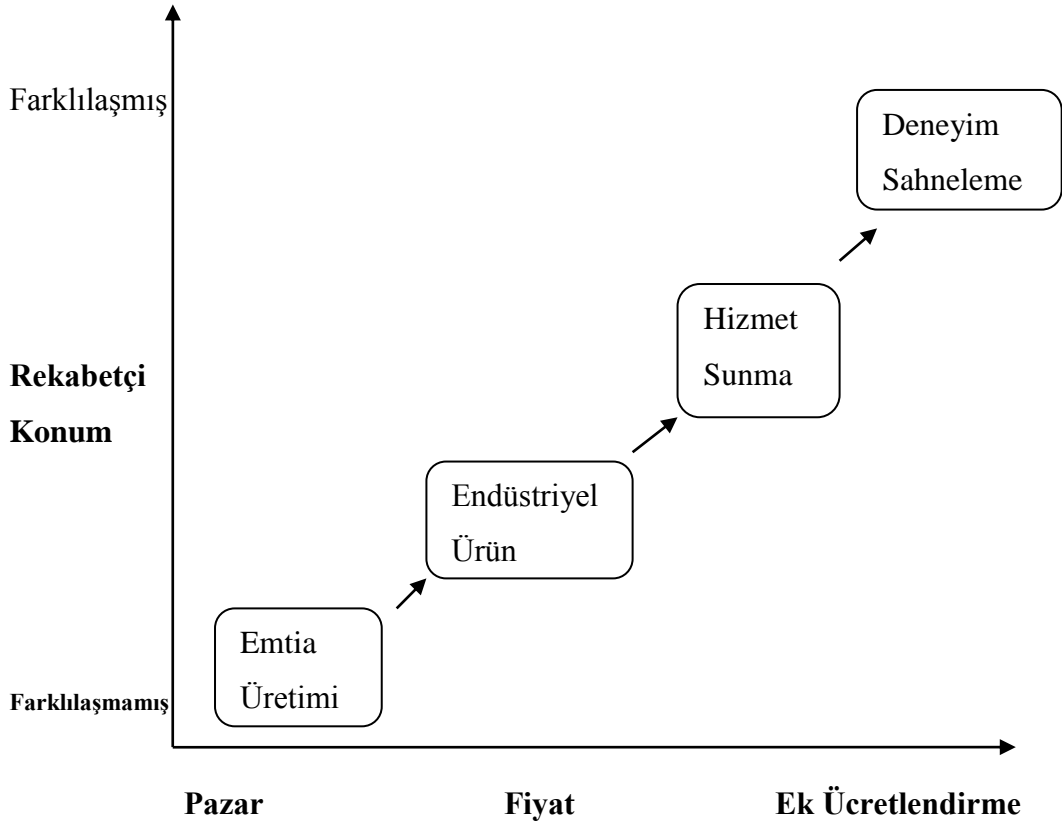 Farklılaşmış
Deneyim
Sahneleme
Hizmet
Sunma
Rekabetçi
Konum
Endüstriyel
Ürün
Emtia
Üretimi
Farklılaşmamış
Pazar Fiyat Ek Ücretlendirme